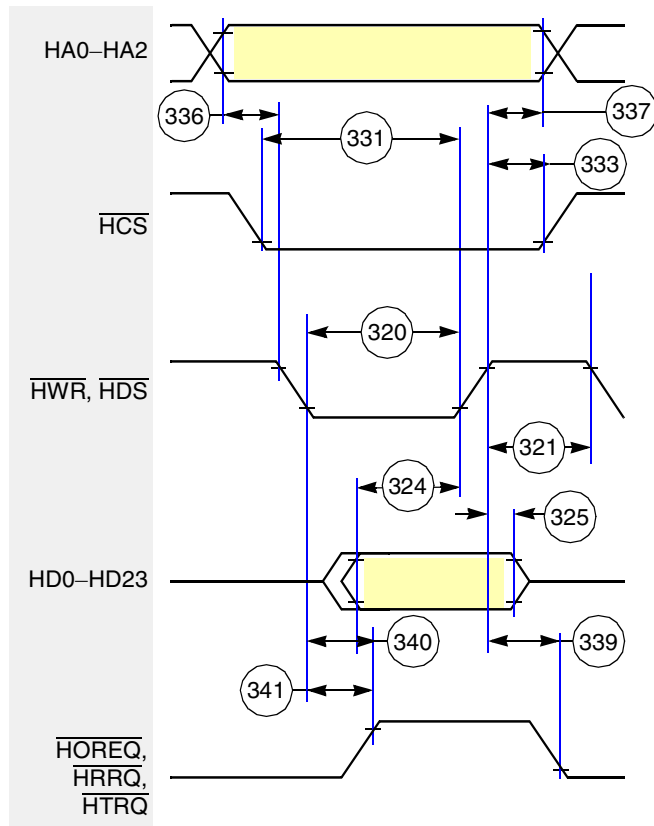 HA0–HA2
336
337
331
333
HCS
320
HWR, HDS
321
324
325
HD0–HD23
340
339
341
HOREQ,
HRRQ,
HTRQ